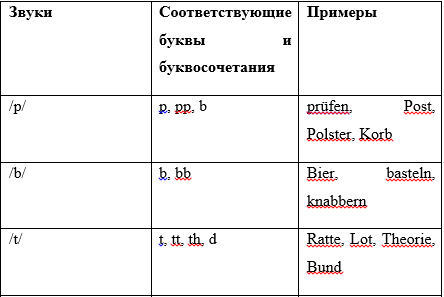 Звуки
Соответствующие
буквы и
буквосочетания
Примеры
/p/
p, pp, b
prüfen, Post,
Polster, Korb
/b/
b, bb
Bier, basteln,
knabbern
/t/
t, tt, th, d
Ratte, Lot, Theorie,
Bund